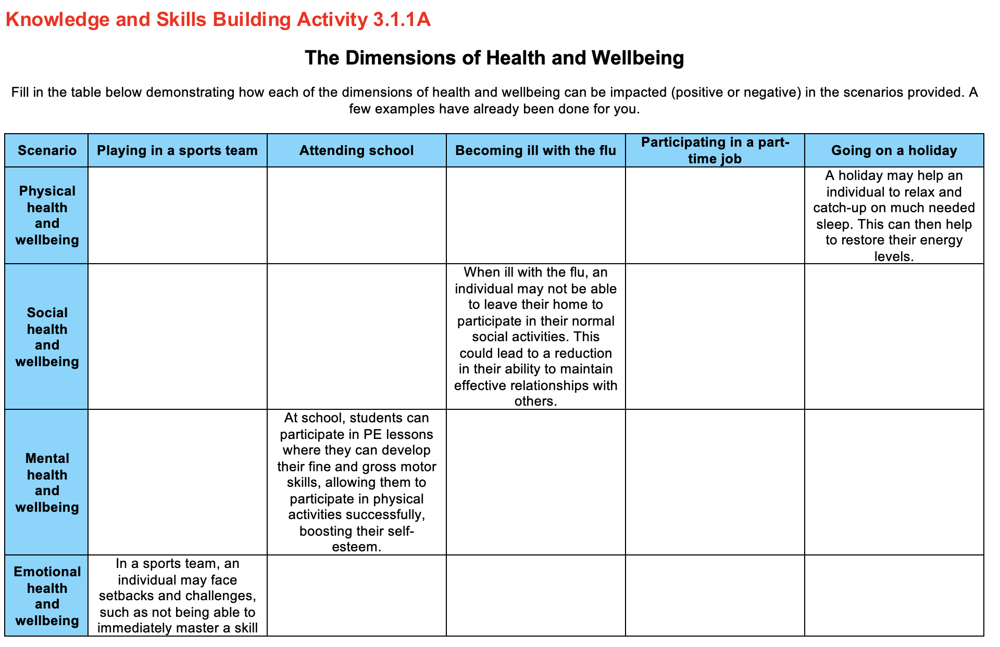 Knowledge and Skills Building Activity 3.1.1A
The Dimensions of Health and Wellbeing
Fill in the table below demonstrating how each of the dimensions of health and wellbeing can be impacted (positive or negative) in the scenarios provided. A
few examples have already been done for you.
Scenario
Playing in a sports team
Attending school
Becoming ill with the flu
Participating in a part-
time job
Going on a holiday
Physical
health
and
wellbeing
A holiday may help an
individual to relax and
catch-up on much needed
sleep. This can then help
to restore their energy
levels.
Social
health
and
wellbeing
When ill with the flu, an
individual may not be able
to leave their home to
participate in their normal
social activities. This
could lead to a reduction
in their ability to maintain
effective relationships with
others.
Mental
health
and
wellbeing
At school, students can
participate in PE lessons
where they can develop
their fine and gross motor
skills, allowing them to
participate in physical
activities successfully,
boosting their self-
esteem.
Emotional
health
and
wellbeing
In a sports team, an
individual may face
setbacks and challenges,
such as not being able to
immediately master a skill